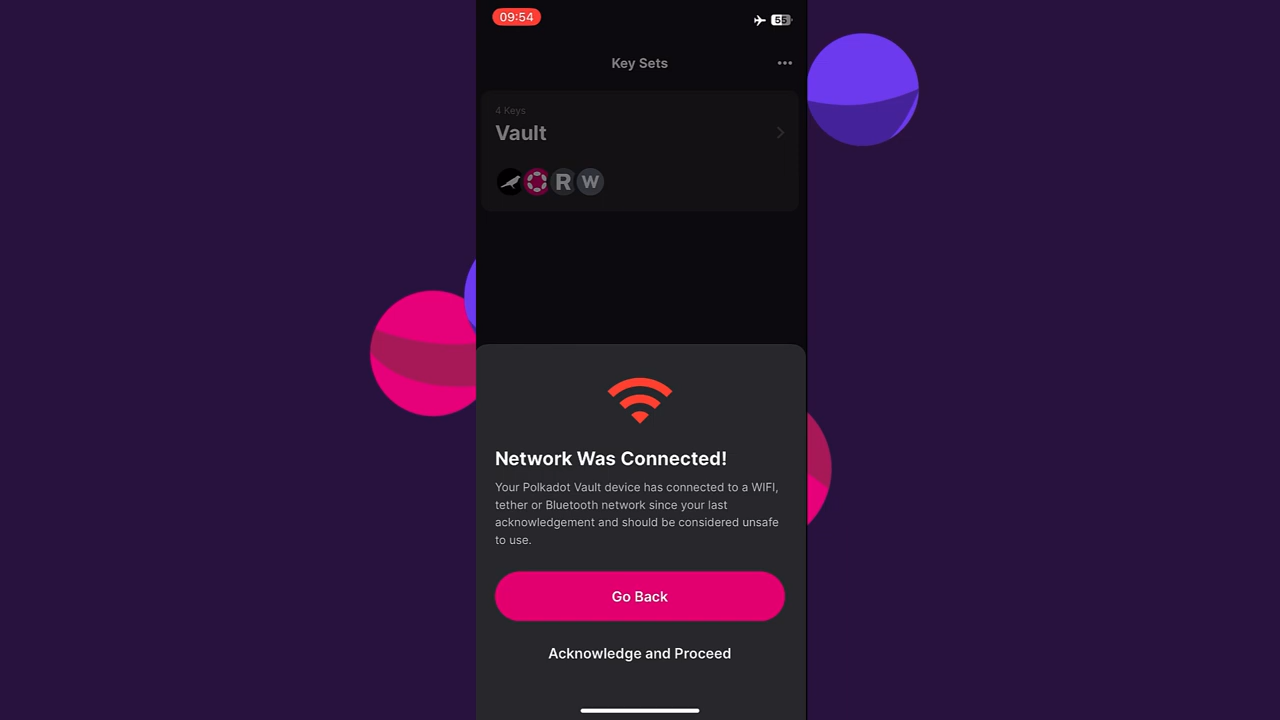 09:54
55
Key Sets
4 Keys
Vault
R
W
Network Was Connected!
Your Polkadot Vault device has connected to a WIFI,
tether or Bluetooth network since your last
acknowledgement and should be considered unsafe
to use.
Go Back
Acknowledge and Proceed